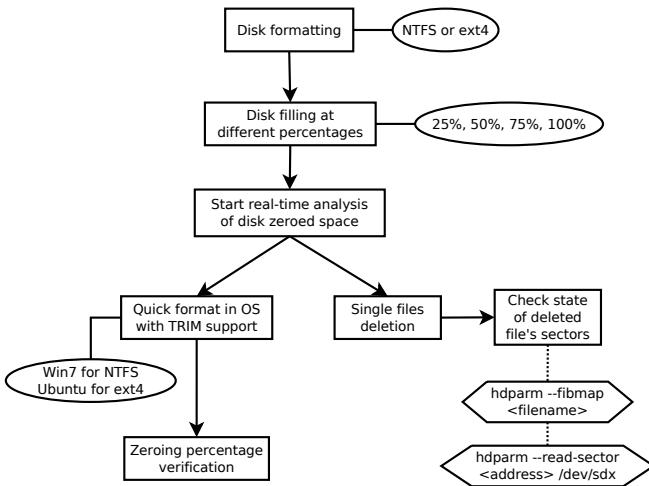 Disk formatting
NTFS or ext4
Disk filling at
different percentages
25%, 50%, 75%, 100%
Start real-time analysis
of disk zeroed space
Quick format in OS
with TRIM support
Single files
deletion
Check state
of deleted
file's sectors
Win7 for NTFS
Ubuntu for ext4
hdparm --fibmap
<filename>
Zeroing percentage
verification
hdparm --read-sector
<address> /dev/sdx